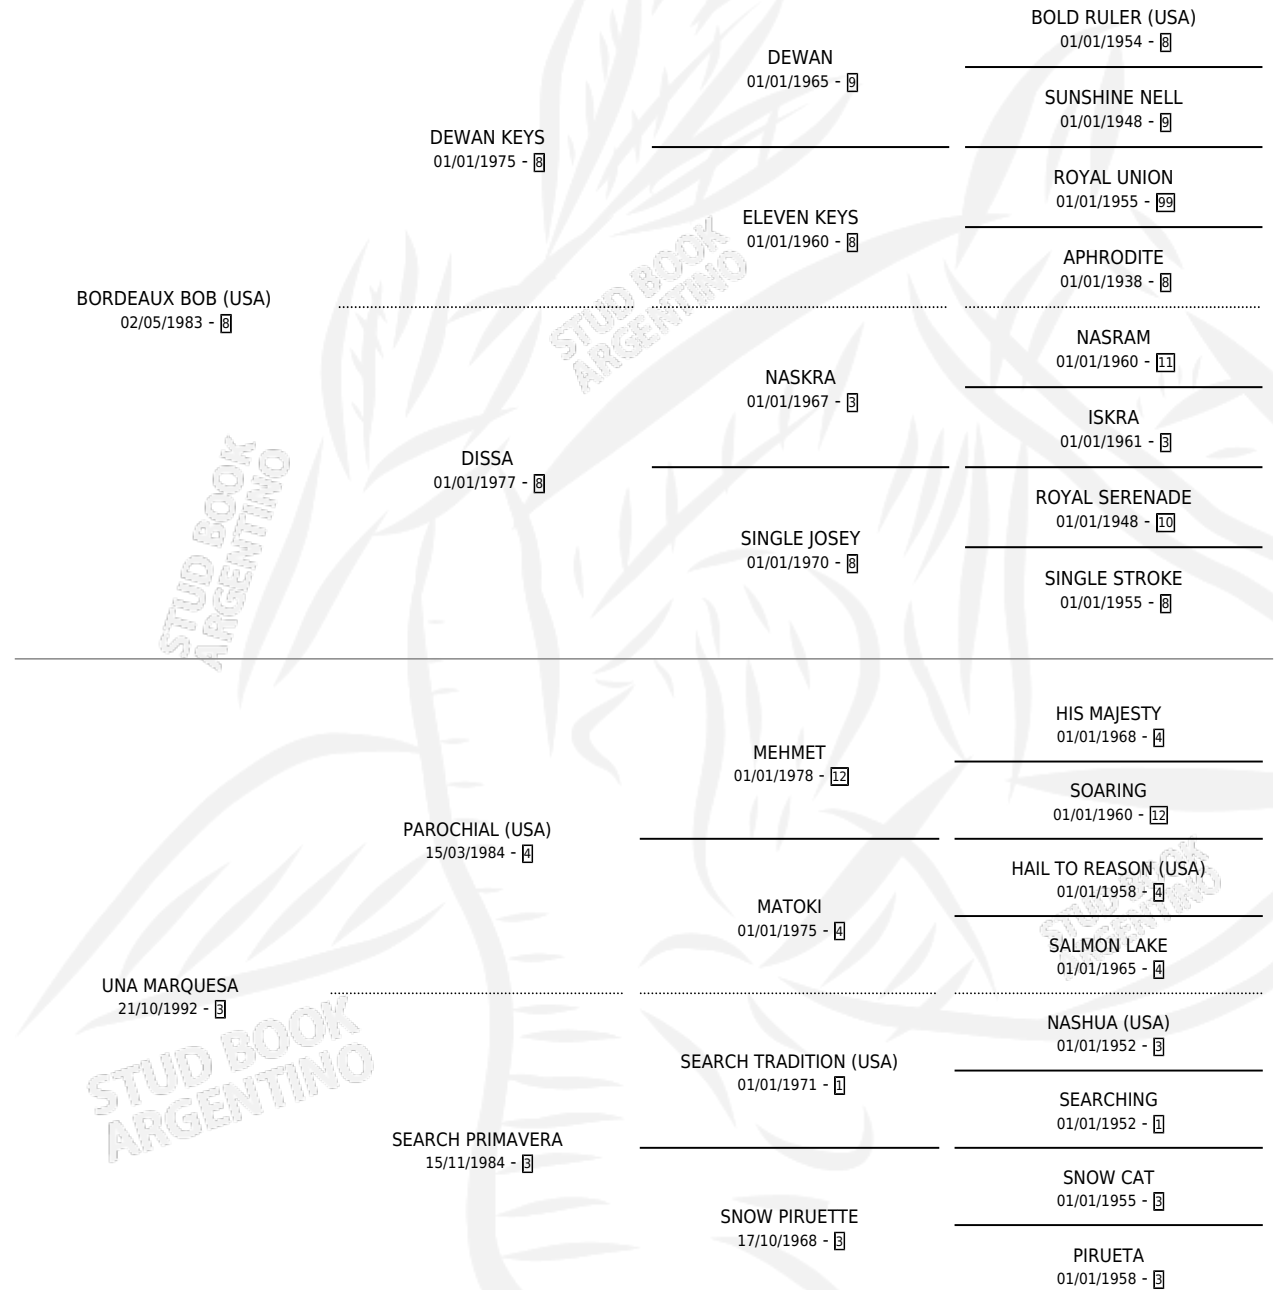 BORDEAUX BOB (USA)
02/05/1983 - 8
DEWAN KEYS
01/01/1975 - 8
DISSA
01/01/1977 - 8
DEWAN
01/01/1965 - 9
ELEVEN KEYS
01/01/1960 - 8
NASKRA
01/01/1967 - 3
SINGLE JOSEY
01/01/1970 - 8
BOLD RULER (USA)
01/01/1954 - 8
SUNSHINE NELL
01/01/1948 - 9
ROYAL UNION
01/01/1955 - 99
APHRODITE
01/01/1938 - 8
NASRAM
01/01/1960 - 11
ISKRA
01/01/1961 - 3
ROYAL SERENADE
01/01/1948 - 10
SINGLE STROKE
01/01/1955 - 8
STUD BOOK
ARGENTINO
STUD BOOK
ARGENTINO
UNA MARQUESA
21/10/1992 - 3
PAROCHIAL (USA)
15/03/1984 - 4
SEARCH PRIMAVERA
15/11/1984 - 3
MEHMET
01/01/1978 - 12
MATOKI
01/01/1975 - 4
SEARCH TRADITION (USA)
01/01/1971 - 1
SNOW PIRUETTE
17/10/1968 - 3
HIS MAJESTY
01/01/1968 - 4
SOARING
01/01/1960 - 12
HAIL TO REASON (USA)
01/01/1958 - 4
SALMON LAKE
01/01/1965 - 4
NASHUA (USA)
01/01/1952 - 3
SEARCHING
01/01/1952 - 1
SNOW CAT
01/01/1955 - 3
PIRUETA
01/01/1958 - 3
STUD BOOK
ARGENTINO
STUD BOOK
ARGENTINO